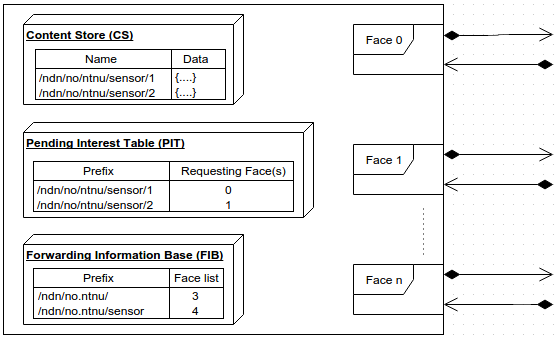 Content Store (CS)
Name Data
/ndn/no/ntnu/sensor/1 {....}
/ndn/no/ntnu/sensor/2 {....}
Pending Interest Table (PIT)
Prefix Requesting Face(s)
/ndn/no/ntnu/sensor/1 0
/ndn/no/ntnu/sensor/2 1
Forwarding Information Base (FIB)
Prefix Face list
/ndn/no.ntnu/ 3
/ndn/no.ntnu/sensor 4
Face 0
Face 1
Face n